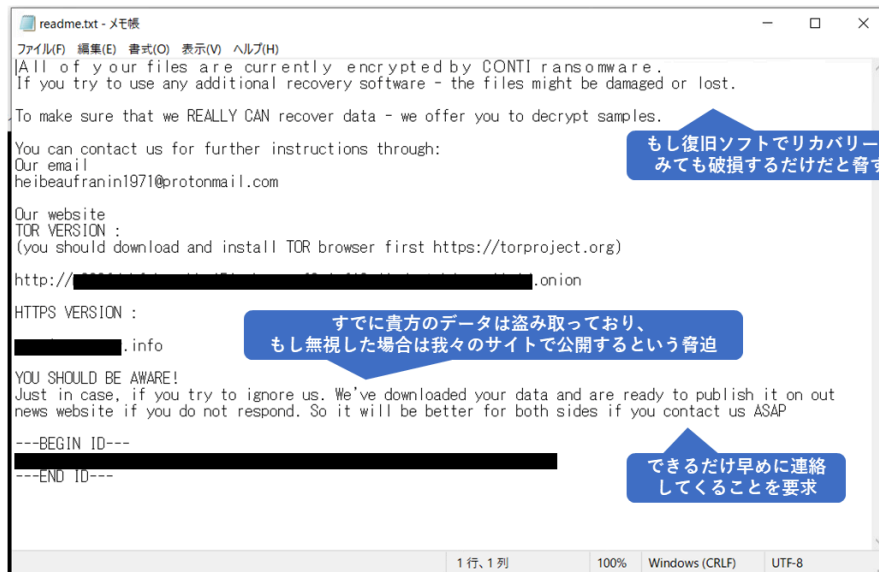 readme.txt - メモ帳
ファイル(F) 編集(E) 書式(O) 表示(V) ヘルプ(H)
All of your files are currently encrypted by CONTI ransomware.
If you try to use any additional recovery software - the files might be damaged or lost.
To make sure that we REALLY CAN recover data - we offer you to decrypt samples.
もし復旧ソフトでリカバリー
みても破損するだけだと脅す
You can contact us for further instructions through:
Our email
heibeaufranin1971@protonmail.com
Our website
TOR VERSION :
(you should download and install TOR browser first https://torproject.org)
http://
.onion
HTTPS VERSION :
.info
すでに貴方のデータは盗み取っており、
もし無視した場合は我々のサイトで公開するという脅迫
YOU SHOULD BE AWARE!
Just in case, if you try to ignore us. We've downloaded your data and are ready to publish it on out
news website if you do not respond. So it will be better for both sides if you contact us ASAP
---BEGIN ID---
---END ID---
できるだけ早めに連絡
してくることを要求
1 行、1 列 100% Windows (CRLF) UTF-8